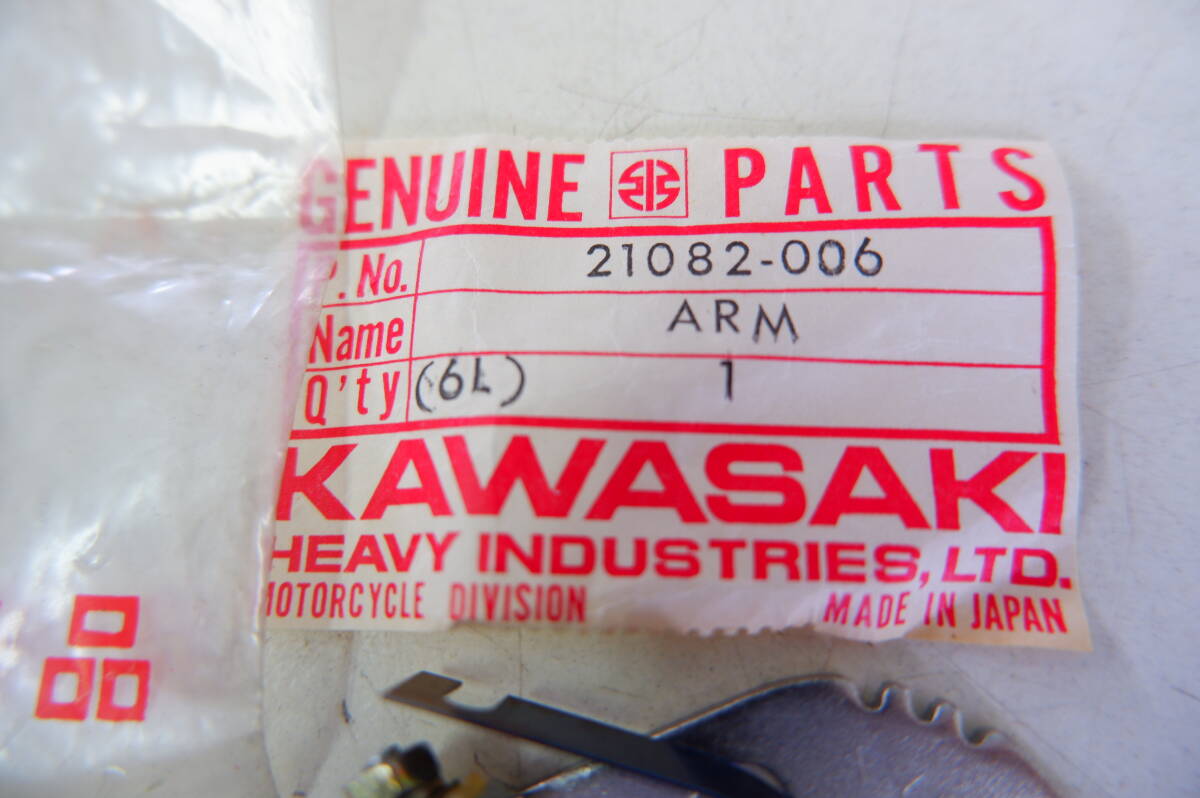 GENUINE PARTS
P. No. 21082-006
Name ARM
Q'ty (6L) 1
KAWASAKI
HEAVY INDUSTRIES, LTD.
MOTORCYCLE DIVISION MADE IN JAPAN